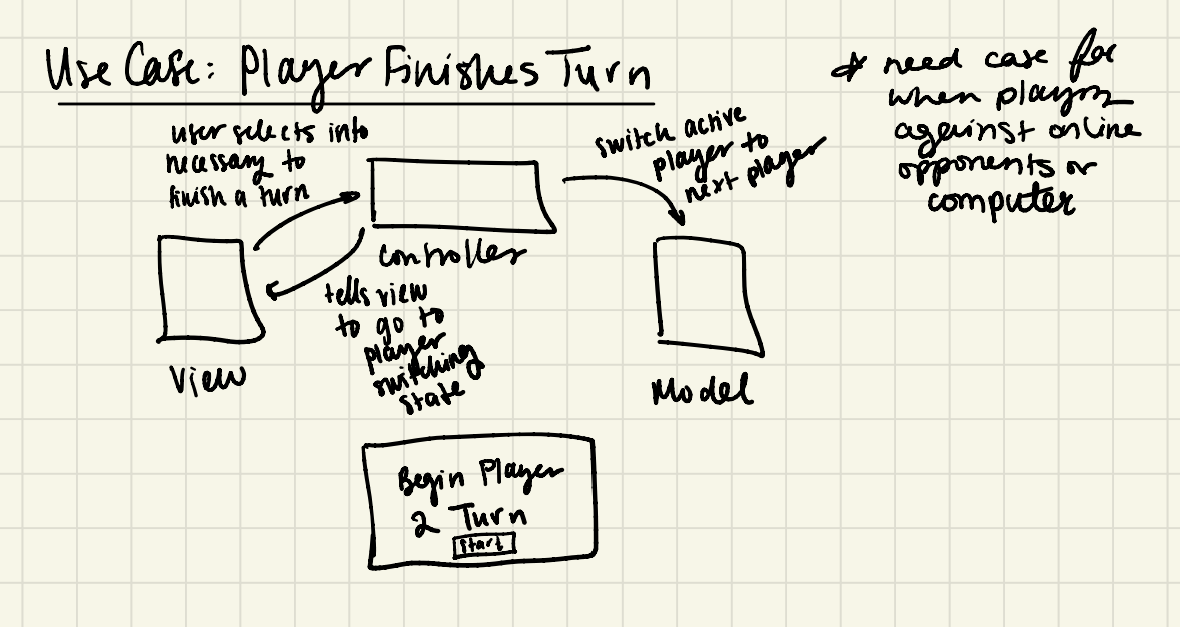 Use Case: Player Finishes Turn
user selects info
necessary to
finish a turn
Controller
tells view
to go to
player
switching
state
View
switch active
player to
next player
Model
* need case for
when playing
against online
opponents or
computer
Begin Player
2 Turn
Start